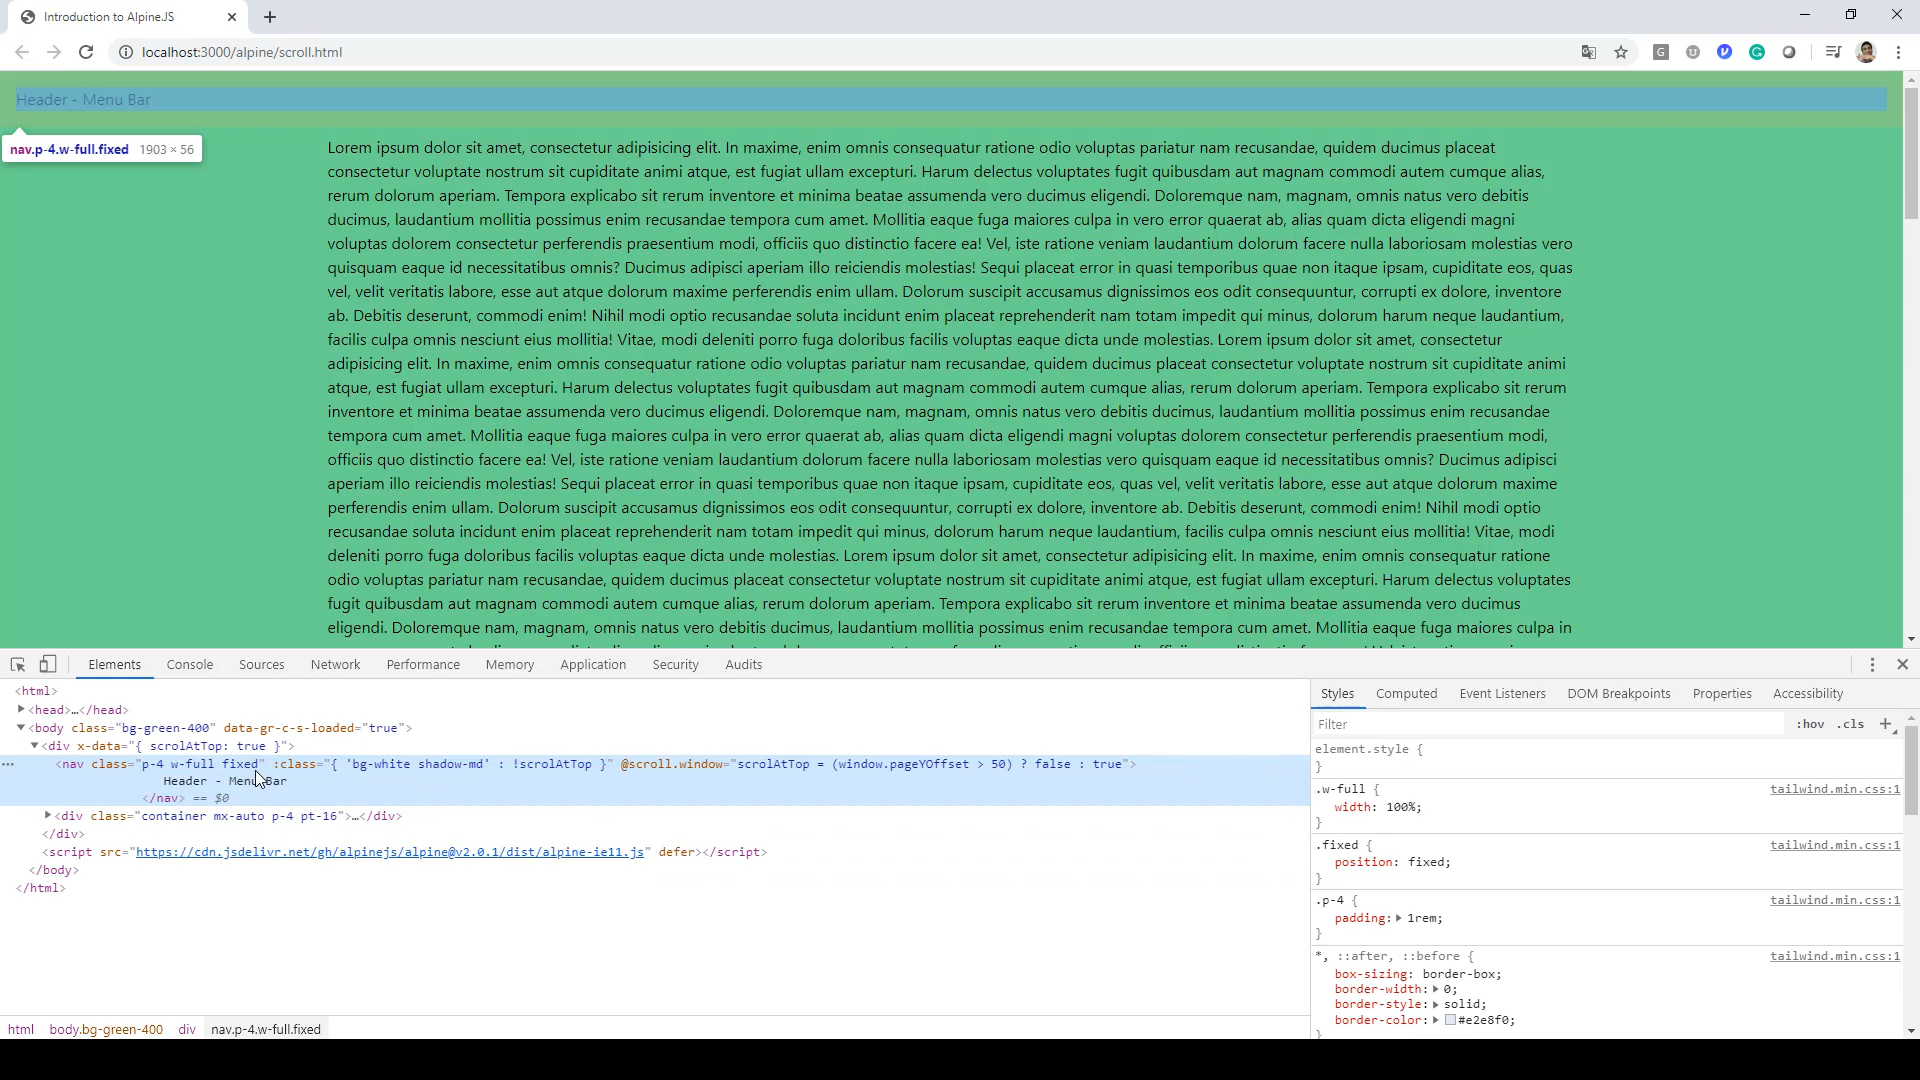 Introduction to Alpine.JS
localhost:3000/alpine/scroll.html
Header - Menu Bar
nav.p-4.w-full.fixed 1903 × 56
Lorem ipsum dolor sit amet, consectetur adipisicing elit. In maxime, enim omnis consequatur ratione odio voluptas pariatur nam recusandae, quidem ducimus placeat
consectetur voluptate nostrum sit cupiditate animi atque, est fugiat ullam excepturi. Harum delectus voluptates fugit quibusdam aut magnam commodi autem cumque alias,
rerum dolorum aperiam. Tempora explicabo sit rerum inventore et minima beatae assumenda vero ducimus eligendi. Doloremque nam, magnam, omnis natus vero debitis
ducimus, laudantium mollitia possimus enim recusandae tempora cum amet. Mollitia eaque fuga maiores culpa in vero error quaerat ab, alias quam dicta eligendi magni
voluptas dolorem consectetur perferendis praesentium modi, officiis quo distinctio facere ea! Vel, iste ratione veniam laudantium dolorum facere nulla laboriosam molestias vero
quisquam eaque id necessitatibus omnis? Ducimus adipisci aperiam illo reiciendis molestias! Sequi placeat error in quasi temporibus quae non itaque ipsam, cupiditate eos, quas
vel, velit veritatis labore, esse aut atque dolorum maxime perferendis enim ullam. Dolorum suscipit accusamus dignissimos eos odit consequuntur, corrupti ex dolore, inventore
ab. Debitis deserunt, commodi enim! Nihil modi optio recusandae soluta incidunt enim placeat reprehenderit nam totam impedit qui minus, dolorum harum neque laudantium,
facilis culpa omnis nesciunt eius mollitia! Vitae, modi deleniti porro fuga doloribus facilis voluptas eaque dicta unde molestias. Lorem ipsum dolor sit amet, consectetur
adipisicing elit. In maxime, enim omnis consequatur ratione odio voluptas pariatur nam recusandae, quidem ducimus placeat consectetur voluptate nostrum sit cupiditate animi
atque, est fugiat ullam excepturi. Harum delectus voluptates fugit quibusdam aut magnam commodi autem cumque alias, rerum dolorum aperiam. Tempora explicabo sit rerum
inventore et minima beatae assumenda vero ducimus eligendi. Doloremque nam, magnam, omnis natus vero debitis ducimus, laudantium mollitia possimus enim recusandae
tempora cum amet. Mollitia eaque fuga maiores culpa in vero error quaerat ab, alias quam dicta eligendi magni voluptas dolorem consectetur perferendis praesentium modi,
officiis quo distinctio facere ea! Vel, iste ratione veniam laudantium dolorum facere nulla laboriosam molestias vero quisquam eaque id necessitatibus omnis? Ducimus adipisci
aperiam illo reiciendis molestias! Sequi placeat error in quasi temporibus quae non itaque ipsam, cupiditate eos, quas vel, velit veritatis labore, esse aut atque dolorum maxime
perferendis enim ullam. Dolorum suscipit accusamus dignissimos eos odit consequuntur, corrupti ex dolore, inventore ab. Debitis deserunt, commodi enim! Nihil modi optio
recusandae soluta incidunt enim placeat reprehenderit nam totam impedit qui minus, dolorum harum neque laudantium, facilis culpa omnis nesciunt eius mollitia! Vitae, modi
deleniti porro fuga doloribus facilis voluptas eaque dicta unde molestias. Lorem ipsum dolor sit amet, consectetur adipisicing elit. In maxime, enim omnis consequatur ratione
odio voluptas pariatur nam recusandae, quidem ducimus placeat consectetur voluptate nostrum sit cupiditate animi atque, est fugiat ullam excepturi. Harum delectus voluptates
fugit quibusdam aut magnam commodi autem cumque alias, rerum dolorum aperiam. Tempora explicabo sit rerum inventore et minima beatae assumenda vero ducimus
eligendi. Doloremque nam, magnam, omnis natus vero debitis ducimus, laudantium mollitia possimus enim recusandae tempora cum amet. Mollitia eaque fuga maiores culpa in
Elements Console Sources Network Performance Memory Application Security Audits
<html>
<head>…</head>
<body class="bg-green-400" data-gr-c-s-loaded="true">
<div x-data="{ scrolAtTop: true }">
<nav class="p-4 w-full fixed" :class="{ 'bg-white shadow-md' : !scrolAtTop }" @scroll.window="scrolAtTop = (window.pageYOffset > 50) ? false : true">
Header - Menu Bar
</nav> == $0
<div class="container mx-auto p-4 pt-16">…</div>
</div>
<script src="https://cdn.jsdelivr.net/gh/alpinejs/alpine@v2.0.1/dist/alpine-ie11.js" defer></script>
</body>
</html>
html body.bg-green-400 div nav.p-4.w-full.fixed
Styles Computed Event Listeners DOM Breakpoints Properties Accessibility
Filter :hov .cls +
element.style {
}
.w-full { tailwind.min.css:1
width: 100%;
}
.fixed { tailwind.min.css:1
position: fixed;
}
.p-4 { tailwind.min.css:1
padding: 1rem;
}
*, ::after, ::before { tailwind.min.css:1
box-sizing: border-box;
border-width: 0;
border-style: solid;
border-color: #e2e8f0;
}